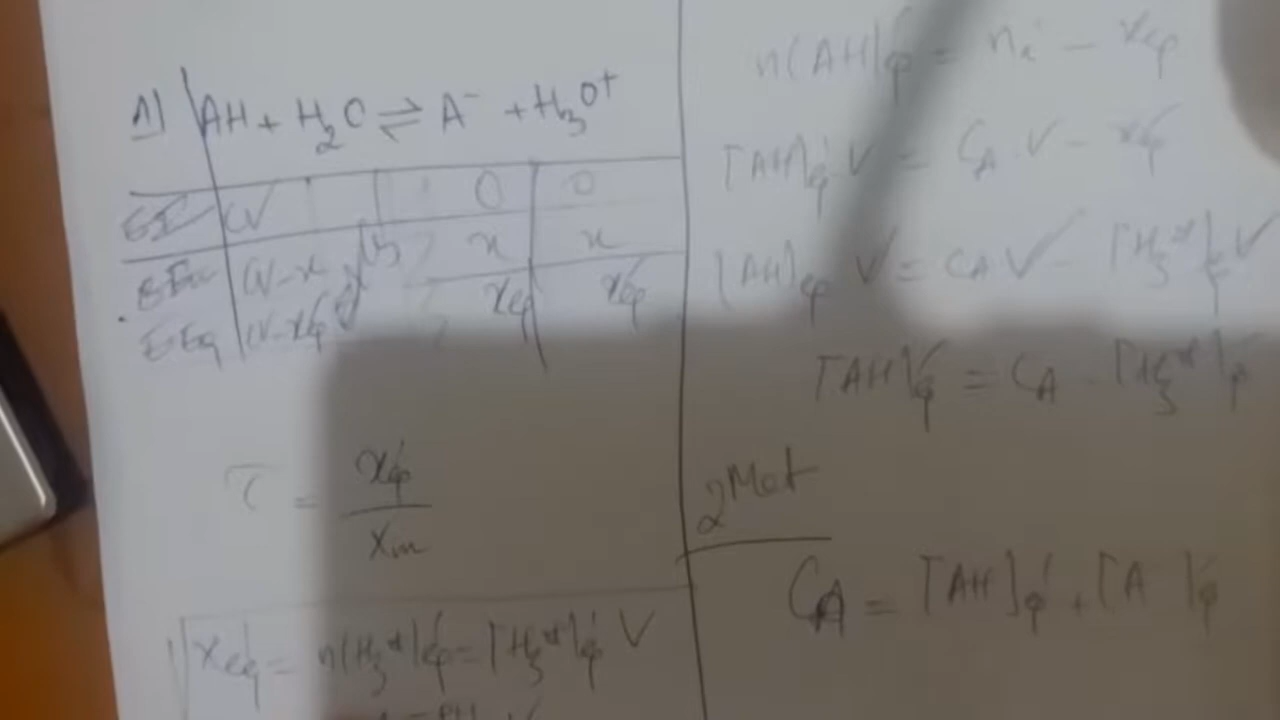 1) AH + H₂O ⇌ A⁻ + H₃O⁺
EI CV 0 0
CV-x x x
EEq CV-xéq xéq xéq
τ = xéq / xm
xéq = n(H₃O⁺)éq = [H₃O⁺]éq V
n(AH)éq = ni - xéq
[AH]éq V = CA V - xéq
[AH]éq V = CA V - [H₃O⁺]éq V
[AH]éq = CA - [H₃O⁺]éq
2 Met
CA = [AH]éq + [A⁻]éq